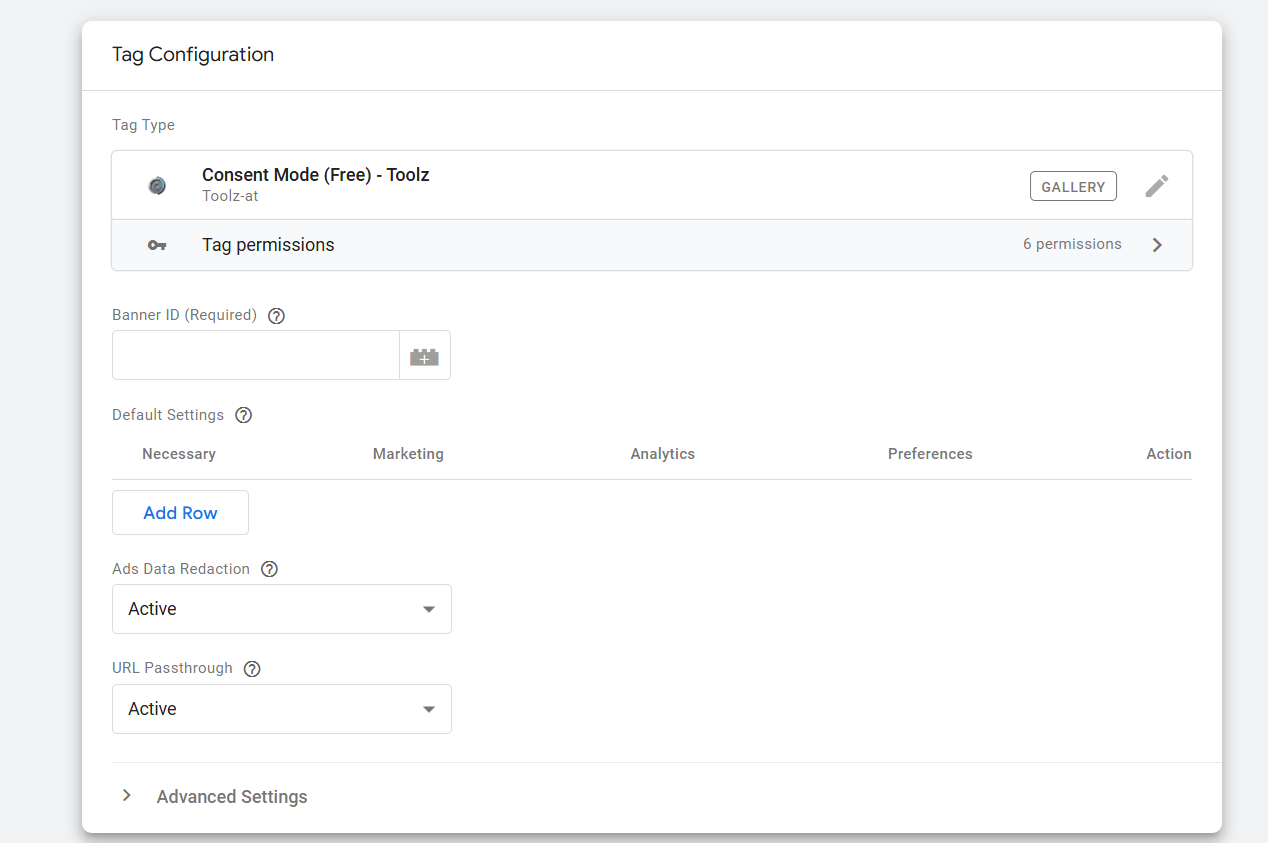 Tag Configuration
Tag Type
Consent Mode (Free) - Toolz
Toolz-at
GALLERY
Tag permissions
6 permissions
Banner ID (Required)
Default Settings
Necessary Marketing Analytics Preferences Action
Add Row
Ads Data Redaction
Active
URL Passthrough
Active
Advanced Settings